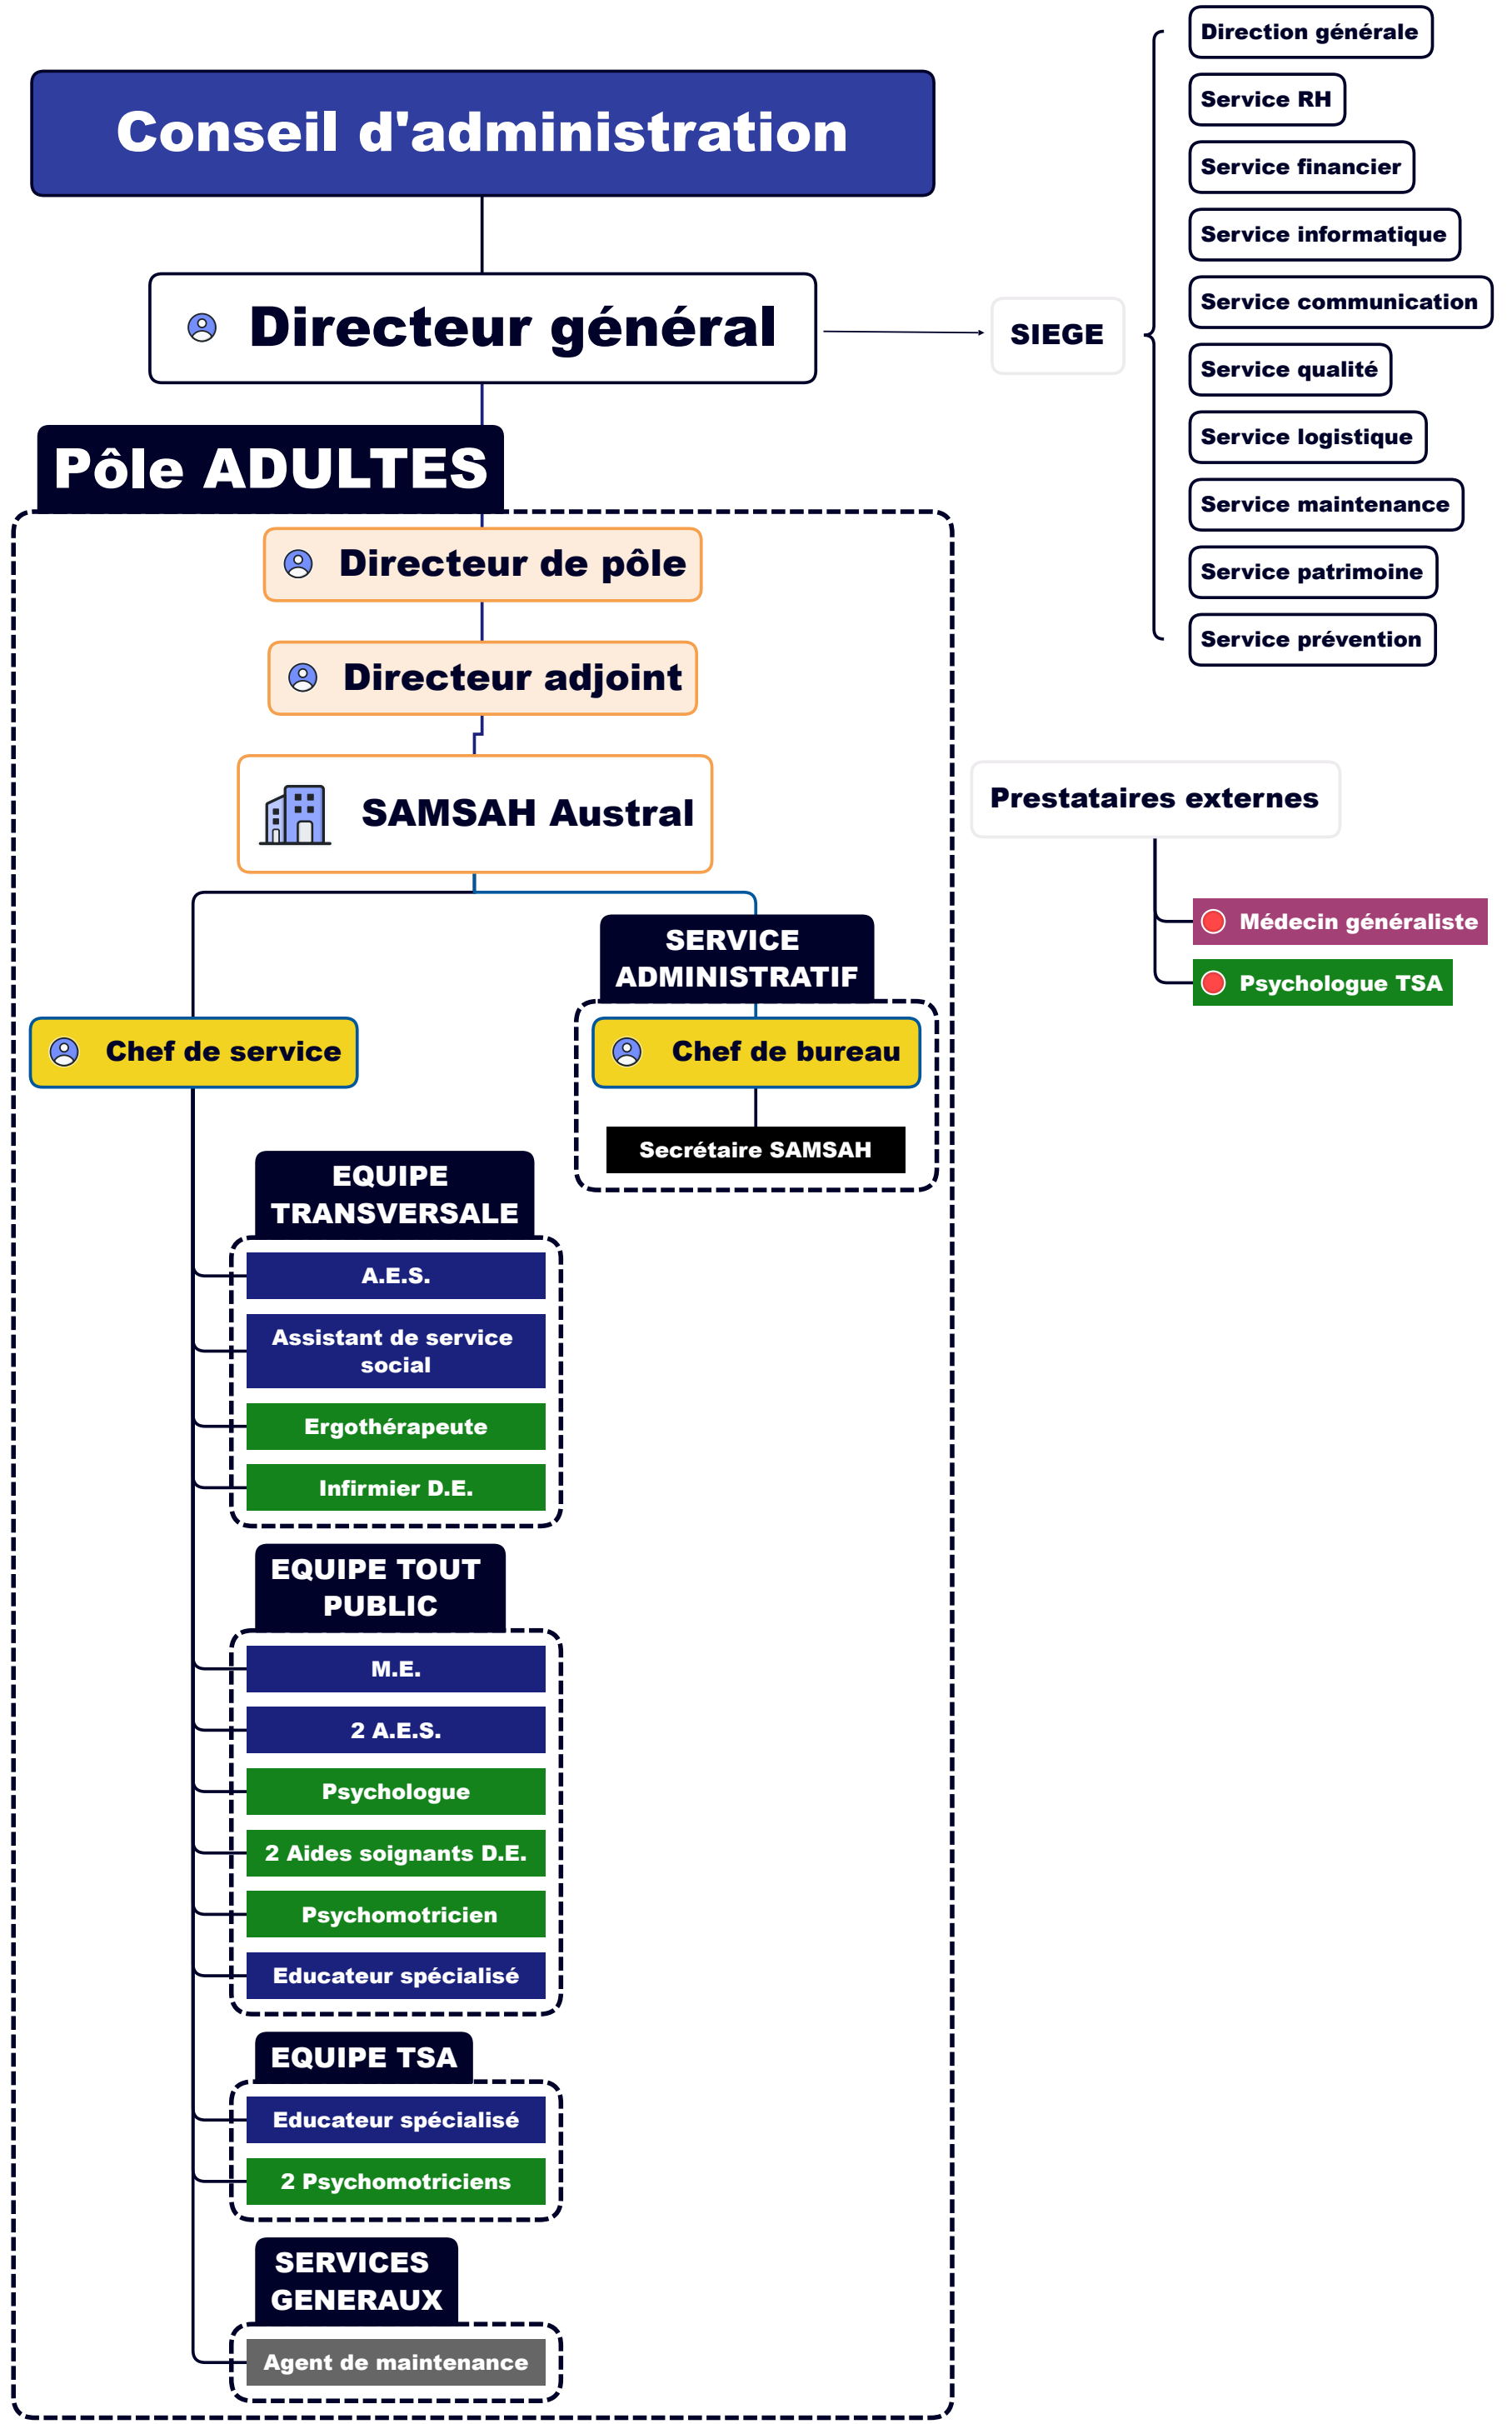 Conseil d'administration
Directeur général
SIEGE
Direction générale
Service RH
Service financier
Service informatique
Service communication
Service qualité
Service logistique
Service maintenance
Service patrimoine
Service prévention
Pôle ADULTES
Directeur de pôle
Directeur adjoint
SAMSAH Austral
Prestataires externes
Médecin généraliste
Psychologue TSA
Chef de service
SERVICE
ADMINISTRATIF
Chef de bureau
Secrétaire SAMSAH
EQUIPE
TRANSVERSALE
A.E.S.
Assistant de service
social
Ergothérapeute
Infirmier D.E.
EQUIPE TOUT
PUBLIC
M.E.
2 A.E.S.
Psychologue
2 Aides soignants D.E.
Psychomotricien
Educateur spécialisé
EQUIPE TSA
Educateur spécialisé
2 Psychomotriciens
SERVICES
GENERAUX
Agent de maintenance